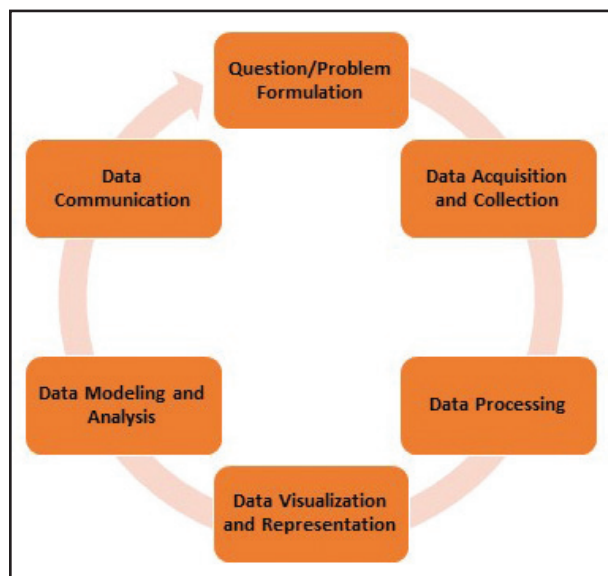 Question/Problem
Formulation
Data Acquisition
and Collection
Data Processing
Data Visualization
and Representation
Data Modeling and
Analysis
Data
Communication